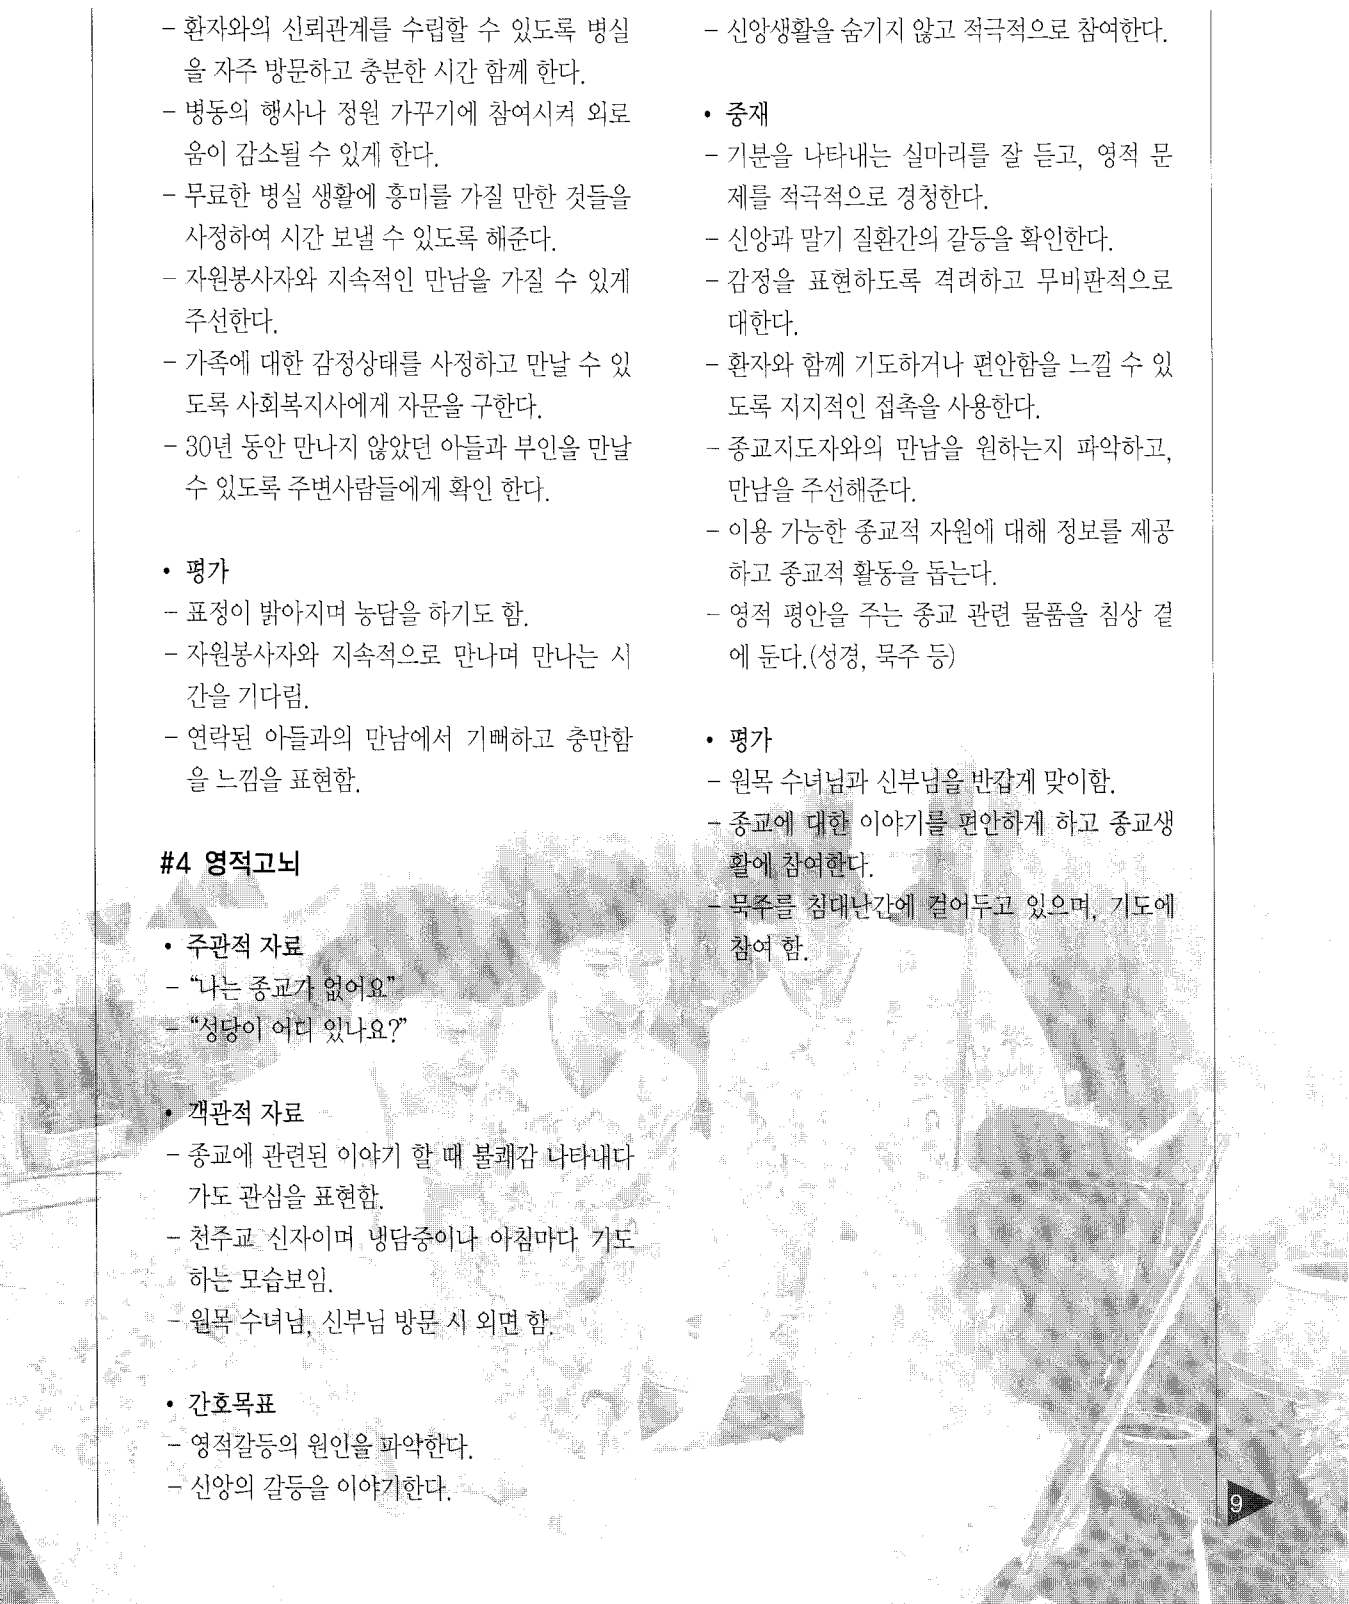 – 환자와의 신뢰관계를 수립할 수 있도록 병실
을 자주 방문하고 충분한 시간 함께 한다.
– 병동의 행사나 정원 가꾸기에 참여시켜 외로
움이 감소될 수 있게 한다.
– 무료한 병실 생활에 흥미를 가질 만한 것들을
사정하여 시간 보낼 수 있도록 해준다.
– 자원봉사자와 지속적인 만남을 가질 수 있게
주선한다.
– 가족에 대한 감정상태를 사정하고 만날 수 있
도록 사회복지사에게 자문을 구한다.
– 30년 동안 만나지 않았던 아들과 부인을 만날
수 있도록 주변사람들에게 확인 한다.
• 평가
– 표정이 밝아지며 농담을 하기도 함.
– 자원봉사자와 지속적으로 만나며 만나는 시
간을 기다림.
– 연락된 아들과의 만남에서 기뻐하고 충만함
을 느낌을 표현함.
#4 영적고뇌
• 주관적 자료
– “나는 종교가 없어요”
– “성당이 어디 있나요?”
• 객관적 자료
– 종교에 관련된 이야기 할 때 불쾌감 나타내다
가도 관심을 표현함.
– 천주교 신자이며 냉담중이나 아침마다 기도
하는 모습보임.
– 원목 수녀님, 신부님 방문 시 외면 함.
• 간호목표
– 영적갈등의 원인을 파악한다.
– 신앙의 갈등을 이야기한다.
– 신앙생활을 숨기지 않고 적극적으로 참여한다.
• 중재
– 기분을 나타내는 실마리를 잘 듣고, 영적 문
제를 적극적으로 경청한다.
– 신앙과 말기 질환간의 갈등을 확인한다.
– 감정을 표현하도록 격려하고 무비판적으로
대한다.
– 환자와 함께 기도하거나 편안함을 느낄 수 있
도록 지지적인 접촉을 사용한다.
– 종교지도자와의 만남을 원하는지 파악하고,
만남을 주선해준다.
– 이용 가능한 종교적 자원에 대해 정보를 제공
하고 종교적 활동을 돕는다.
– 영적 평안을 주는 종교 관련 물품을 침상 곁
에 둔다.(성경, 묵주 등)
• 평가
– 원목 수녀님과 신부님을 반갑게 맞이함.
– 종교에 대한 이야기를 편안하게 하고 종교생
활에 참여한다.
– 묵주를 침대난간에 걸어두고 있으며, 기도에
참여 함.
9